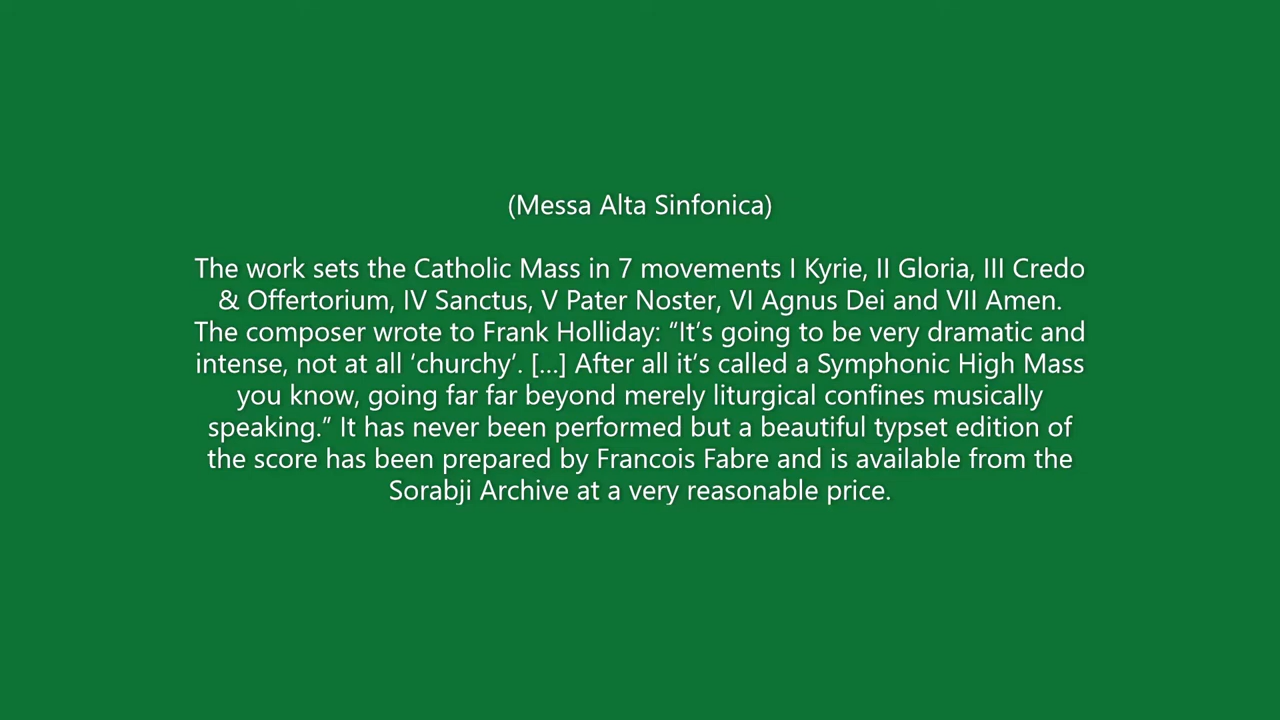 (Messa Alta Sinfonica)
The work sets the Catholic Mass in 7 movements I Kyrie, II Gloria, III Credo
& Offertorium, IV Sanctus, V Pater Noster, VI Agnus Dei and VII Amen.
The composer wrote to Frank Holliday: “It’s going to be very dramatic and
intense, not at all ‘churchy’. [...] After all it’s called a Symphonic High Mass
you know, going far far beyond merely liturgical confines musically
speaking.” It has never been performed but a beautiful typset edition of
the score has been prepared by Francois Fabre and is available from the
Sorabji Archive at a very reasonable price.